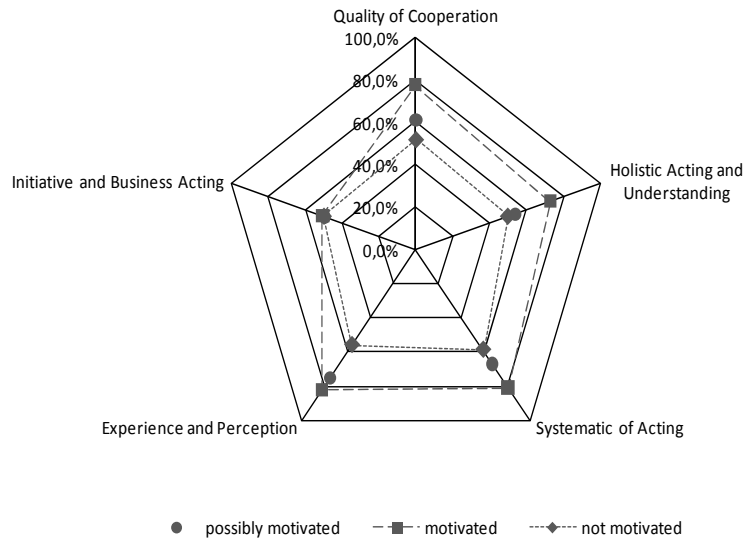 Quality of Cooperation
100,0%
80,0%
60,0%
40,0%
20,0%
0,0%
Holistic Acting and
Understanding
Initiative and Business Acting
Experience and Perception
Systematic of Acting
possibly motivated
motivated
not motivated